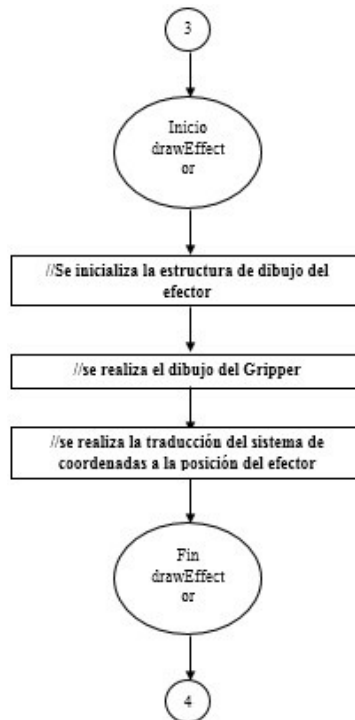 3
Inicio
drawEffect
or
//Se inicializa la estructura de dibujo del
efector
//se realiza el dibujo del Gripper
//se realiza la traducción del sistema de
coordenadas a la posición del efector
Fin
drawEffect
or
4